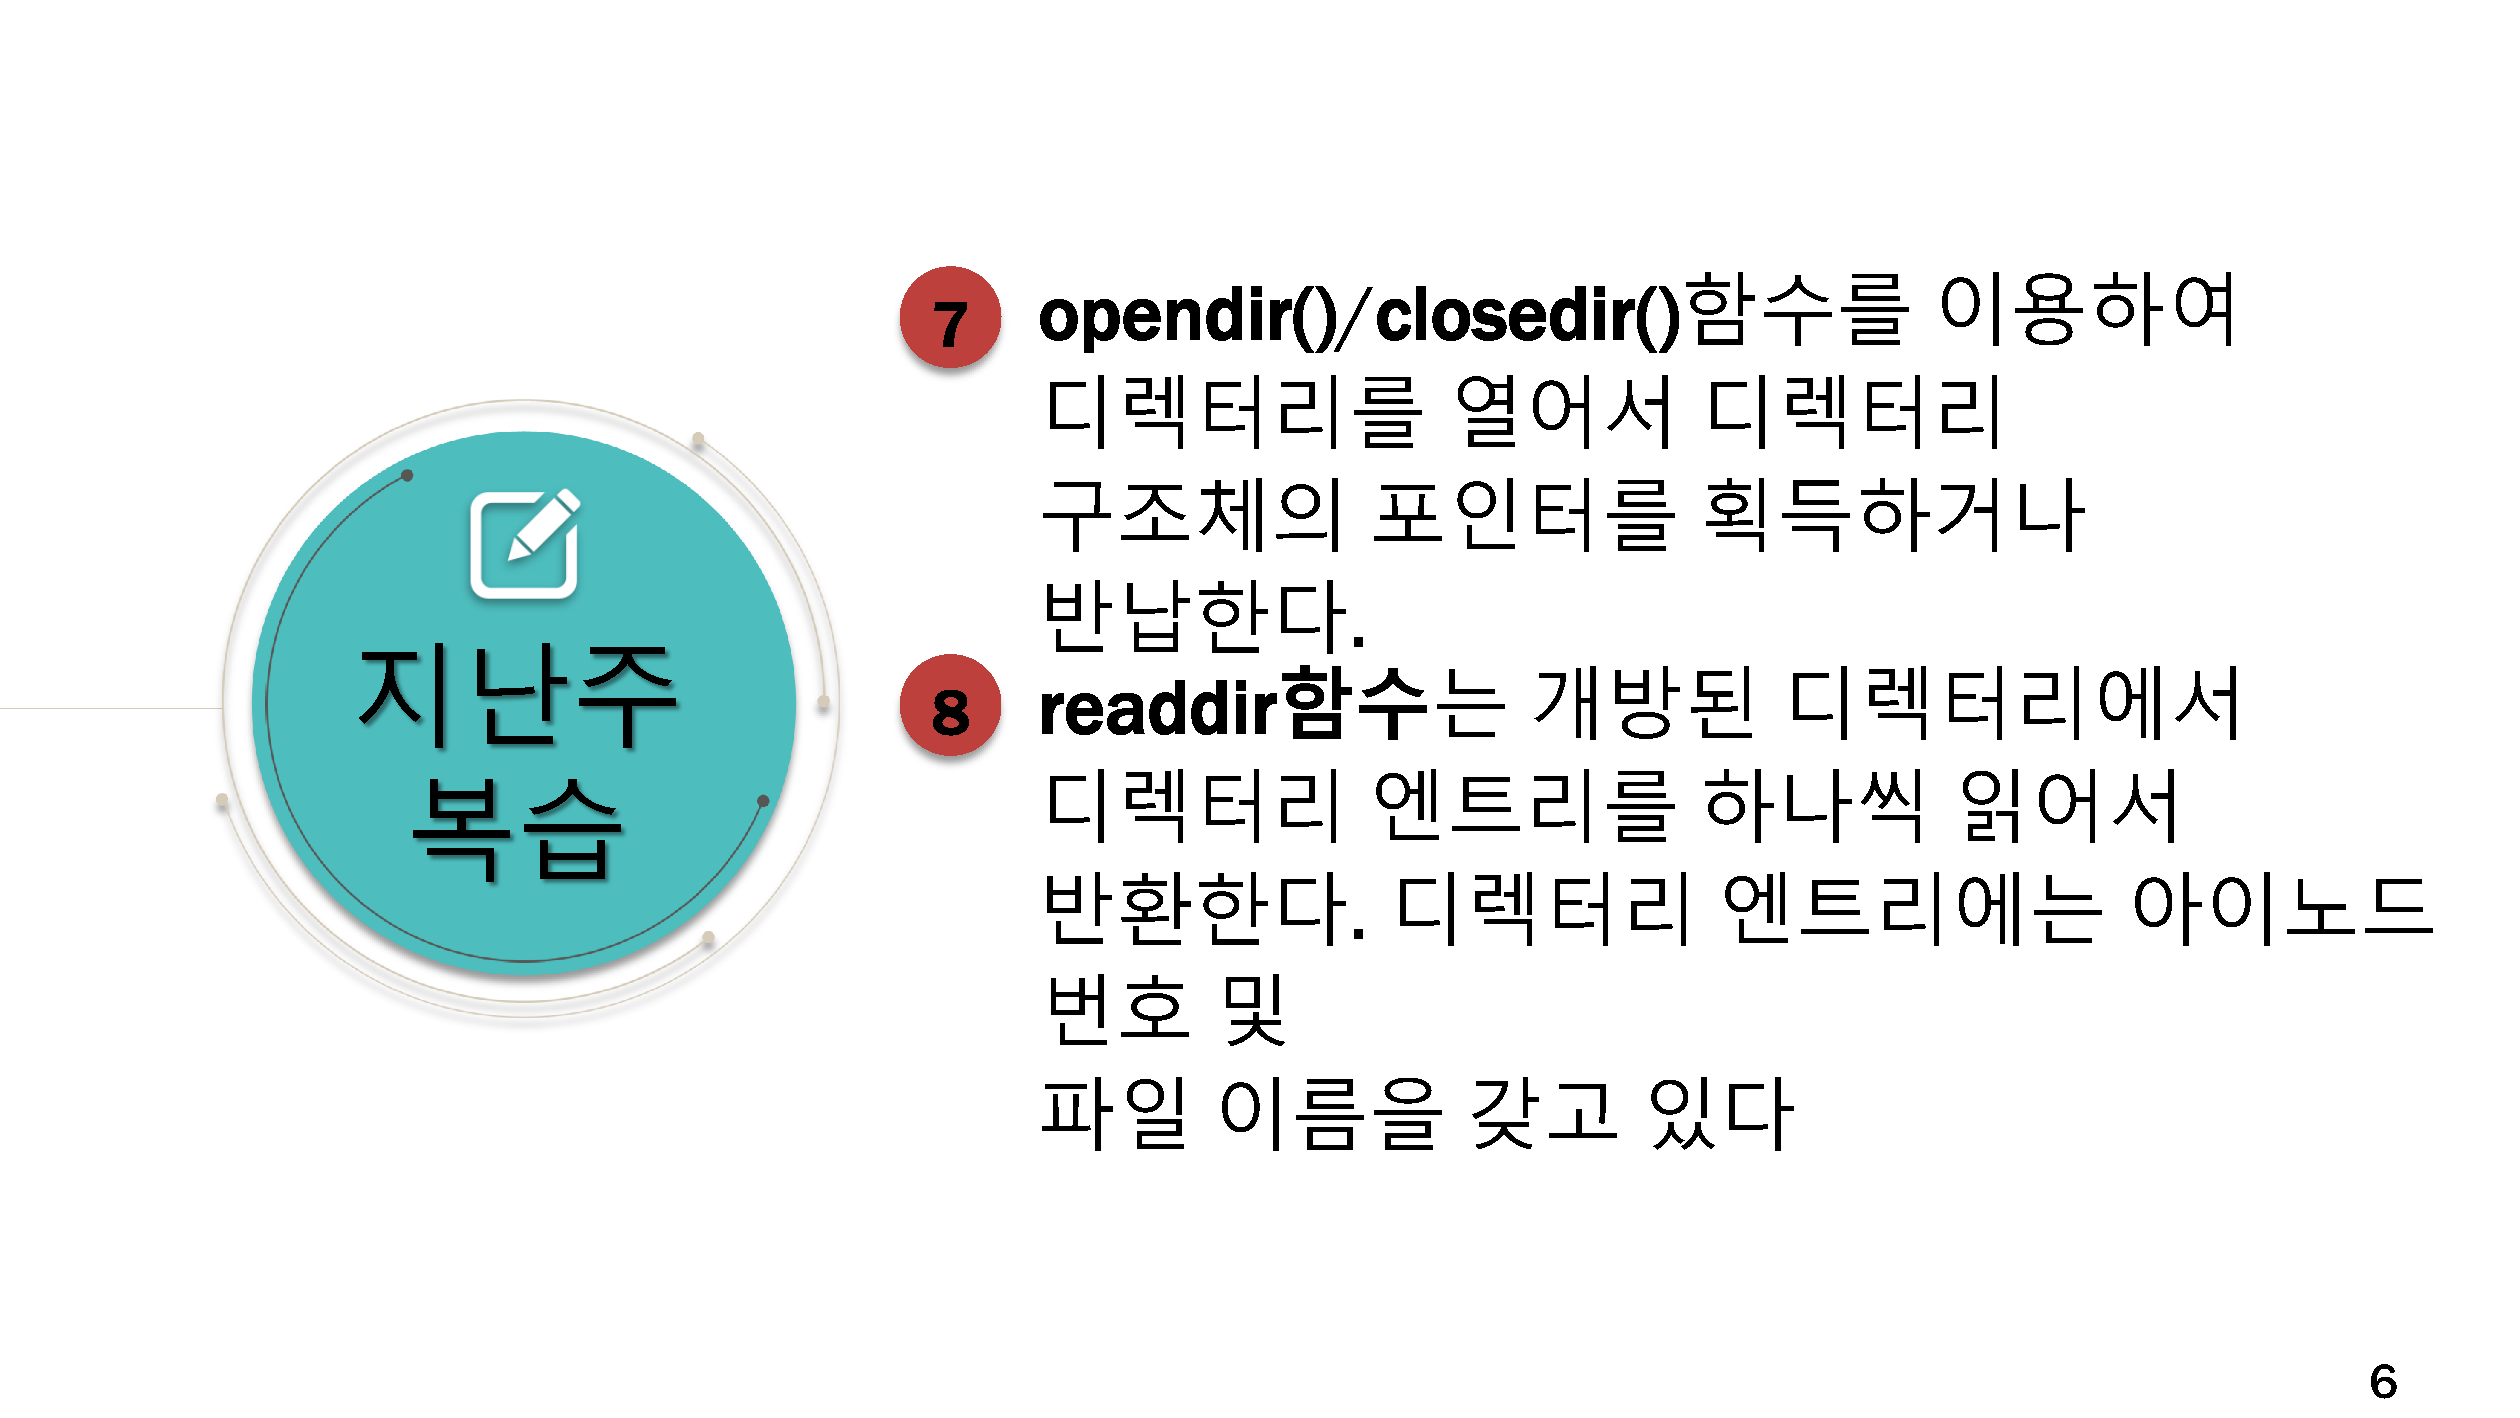 지난주
복습
7
opendir()/closedir()함수를 이용하여
디렉터리를 열어서 디렉터리
구조체의 포인터를 획득하거나
반납한다.
8
readdir함수는 개방된 디렉터리에서
디렉터리 엔트리를 하나씩 읽어서
반환한다. 디렉터리 엔트리에는 아이노드
번호 및
파일 이름을 갖고 있다
6